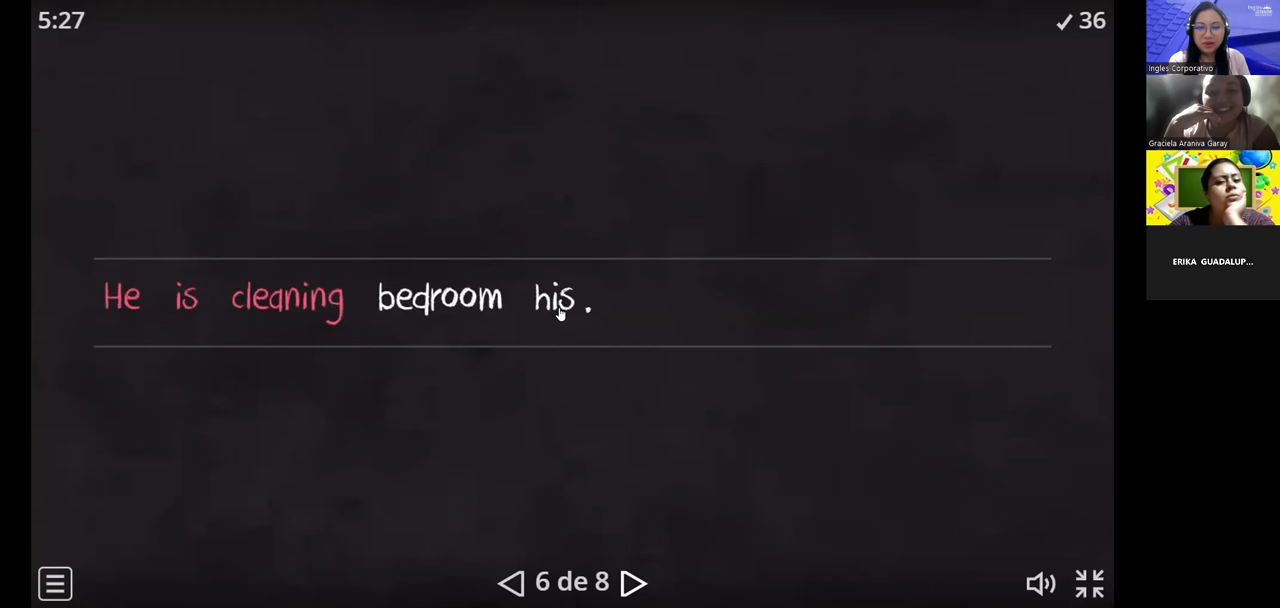 5:27
36
Ingles Corporativo
Graciela Araniva Garay
He is cleaning bedroom his.
ERIKA GUADALUP...
6 de 8